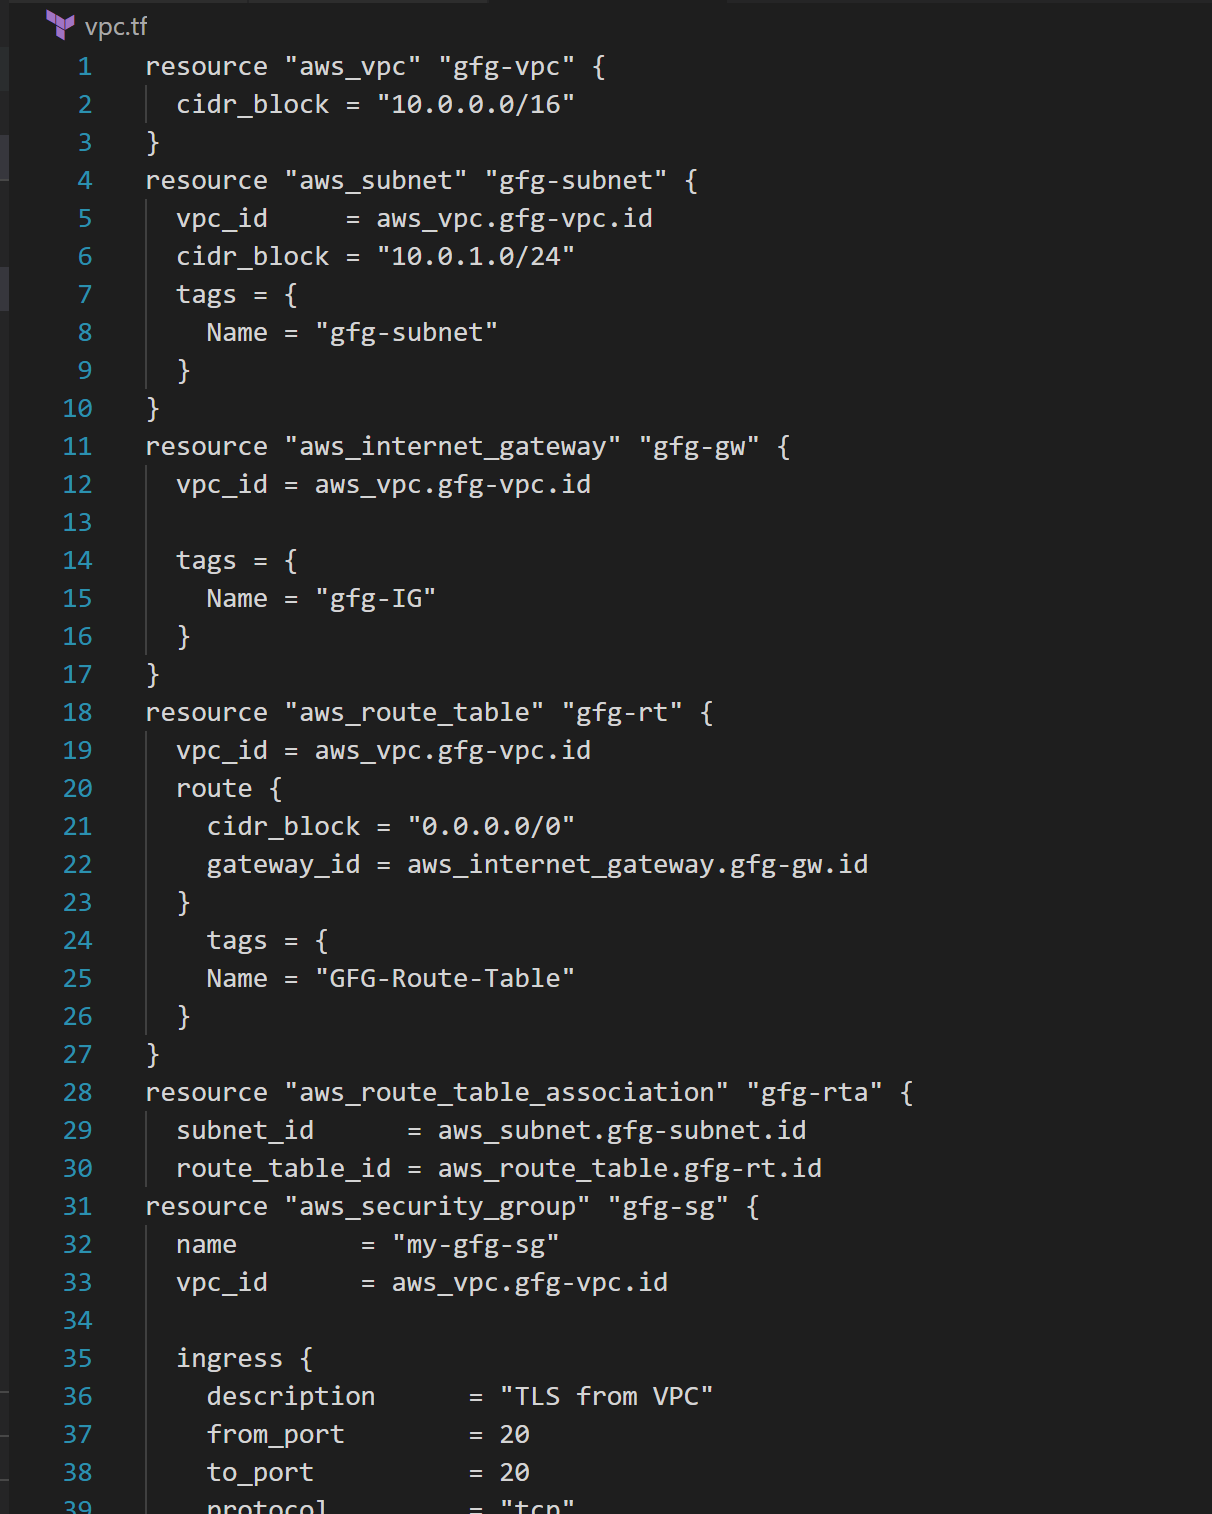 vpc.tf
1 resource "aws_vpc" "gfg-vpc" {
2   cidr_block = "10.0.0.0/16"
3 }
4 resource "aws_subnet" "gfg-subnet" {
5   vpc_id     = aws_vpc.gfg-vpc.id
6   cidr_block = "10.0.1.0/24"
7   tags = {
8     Name = "gfg-subnet"
9   }
10 }
11 resource "aws_internet_gateway" "gfg-gw" {
12   vpc_id = aws_vpc.gfg-vpc.id
13
14   tags = {
15     Name = "gfg-IG"
16   }
17 }
18 resource "aws_route_table" "gfg-rt" {
19   vpc_id = aws_vpc.gfg-vpc.id
20   route {
21     cidr_block = "0.0.0.0/0"
22     gateway_id = aws_internet_gateway.gfg-gw.id
23   }
24     tags = {
25     Name = "GFG-Route-Table"
26   }
27 }
28 resource "aws_route_table_association" "gfg-rta" {
29   subnet_id      = aws_subnet.gfg-subnet.id
30   route_table_id = aws_route_table.gfg-rt.id
31 resource "aws_security_group" "gfg-sg" {
32   name        = "my-gfg-sg"
33   vpc_id      = aws_vpc.gfg-vpc.id
34
35   ingress {
36     description      = "TLS from VPC"
37     from_port        = 20
38     to_port          = 20
39     protocol         = "tcp"